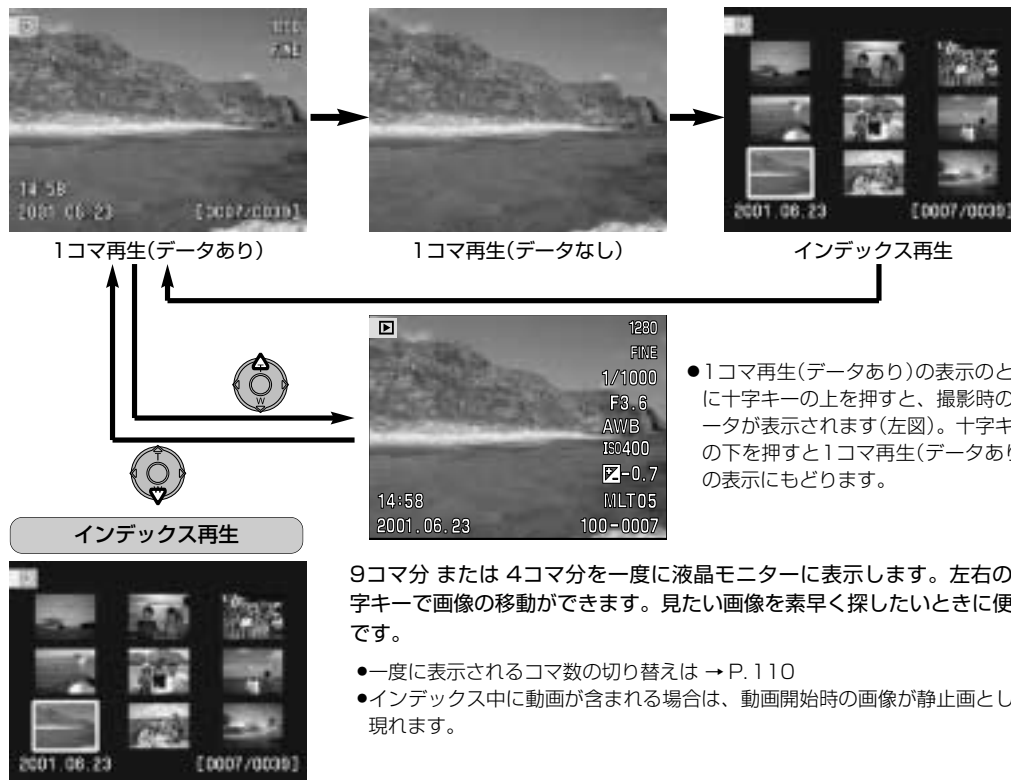 14:58
2001.06.23
[0007/0039]
2001.06.23
[0007/0039]
1コマ再生(データあり)
1コマ再生(データなし)
インデックス再生
1280
FINE
1/1000
F3.6
AWB
ISO400
-0.7
14:58
MLT05
2001.06.23
100-0007
T
W
T
W
●1コマ再生(データあり)の表示のと
に十字キーの上を押すと、撮影時の
ータが表示されます(左図)。十字キ
の下を押すと1コマ再生(データあり
の表示にもどります。
インデックス再生
2001.06.23
[0007/0039]
9コマ分 または 4コマ分を一度に液晶モニターに表示します。左右の
字キーで画像の移動ができます。見たい画像を素早く探したいときに便
です。
●一度に表示されるコマ数の切り替えは →P.110
●インデックス中に動画が含まれる場合は、動画開始時の画像が静止画とし
現れます。